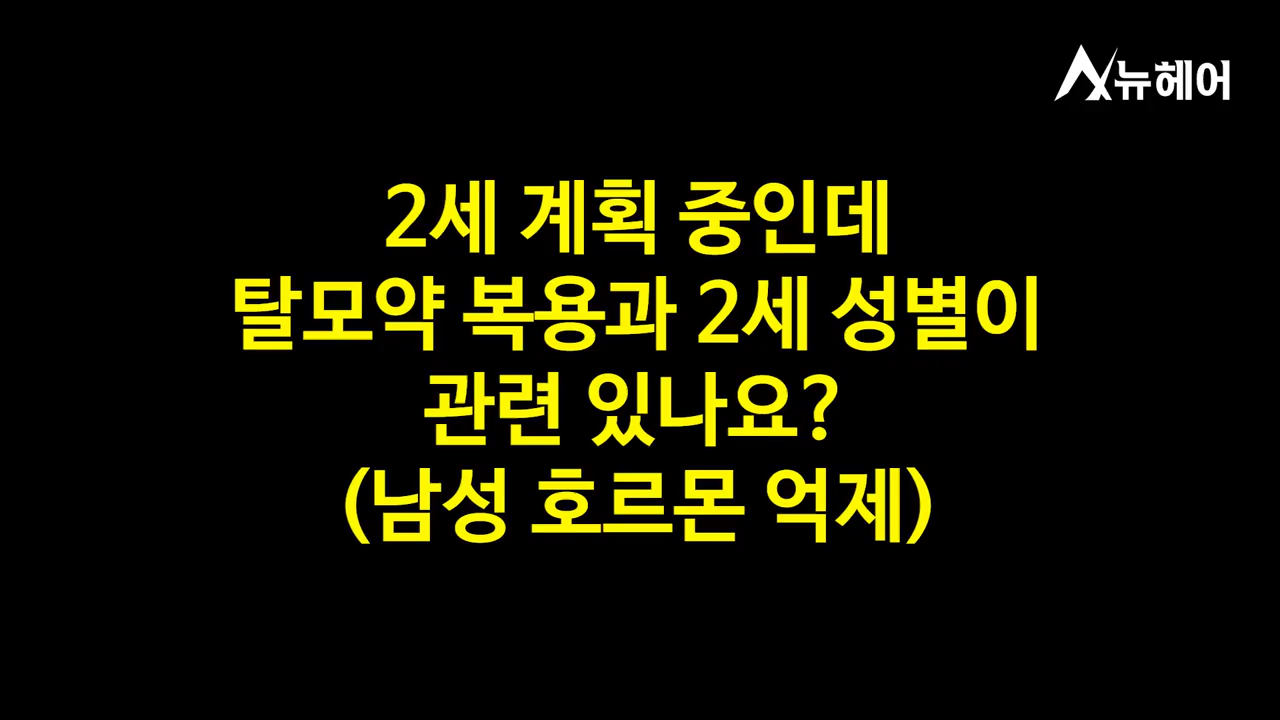 뉴헤어
2세 계획 중인데
탈모약 복용과 2세 성별이
관련 있나요?
(남성 호르몬 억제)